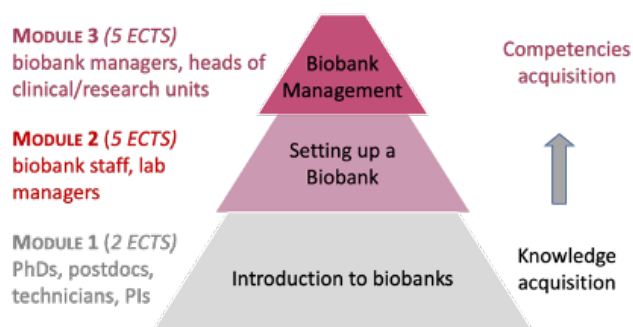 MODULE 3 (5 ECTS)
biobank managers, heads of
clinical/research units
Biobank
Management
Competencies
acquisition
MODULE 2 (5 ECTS)
biobank staff, lab
managers
Setting up a
Biobank
MODULE 1 (2 ECTS)
PhDs, postdocs,
technicians, PIs
Introduction to biobanks
Knowledge
acquisition